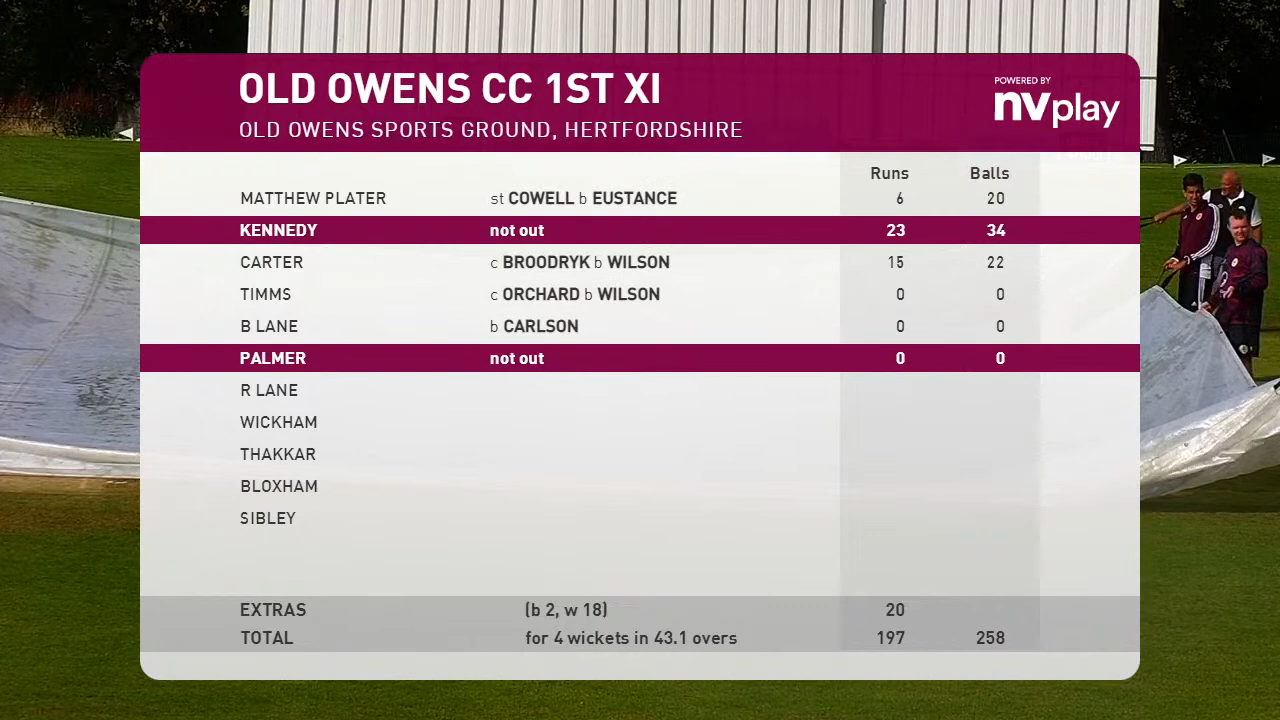 OLD OWENS CC 1ST XI
OLD OWENS SPORTS GROUND, HERTFORDSHIRE
POWERED BY
nvplay
Runs Balls
MATTHEW PLATER st COWELL b EUSTANCE 6 20
KENNEDY not out 23 34
CARTER c BROODRYK b WILSON 15 22
TIMMS c ORCHARD b WILSON 0 0
B LANE b CARLSON 0 0
PALMER not out 0 0
R LANE
WICKHAM
THAKKAR
BLOXHAM
SIBLEY
EXTRAS (b 2, w 18) 20
TOTAL for 4 wickets in 43.1 overs 197 258